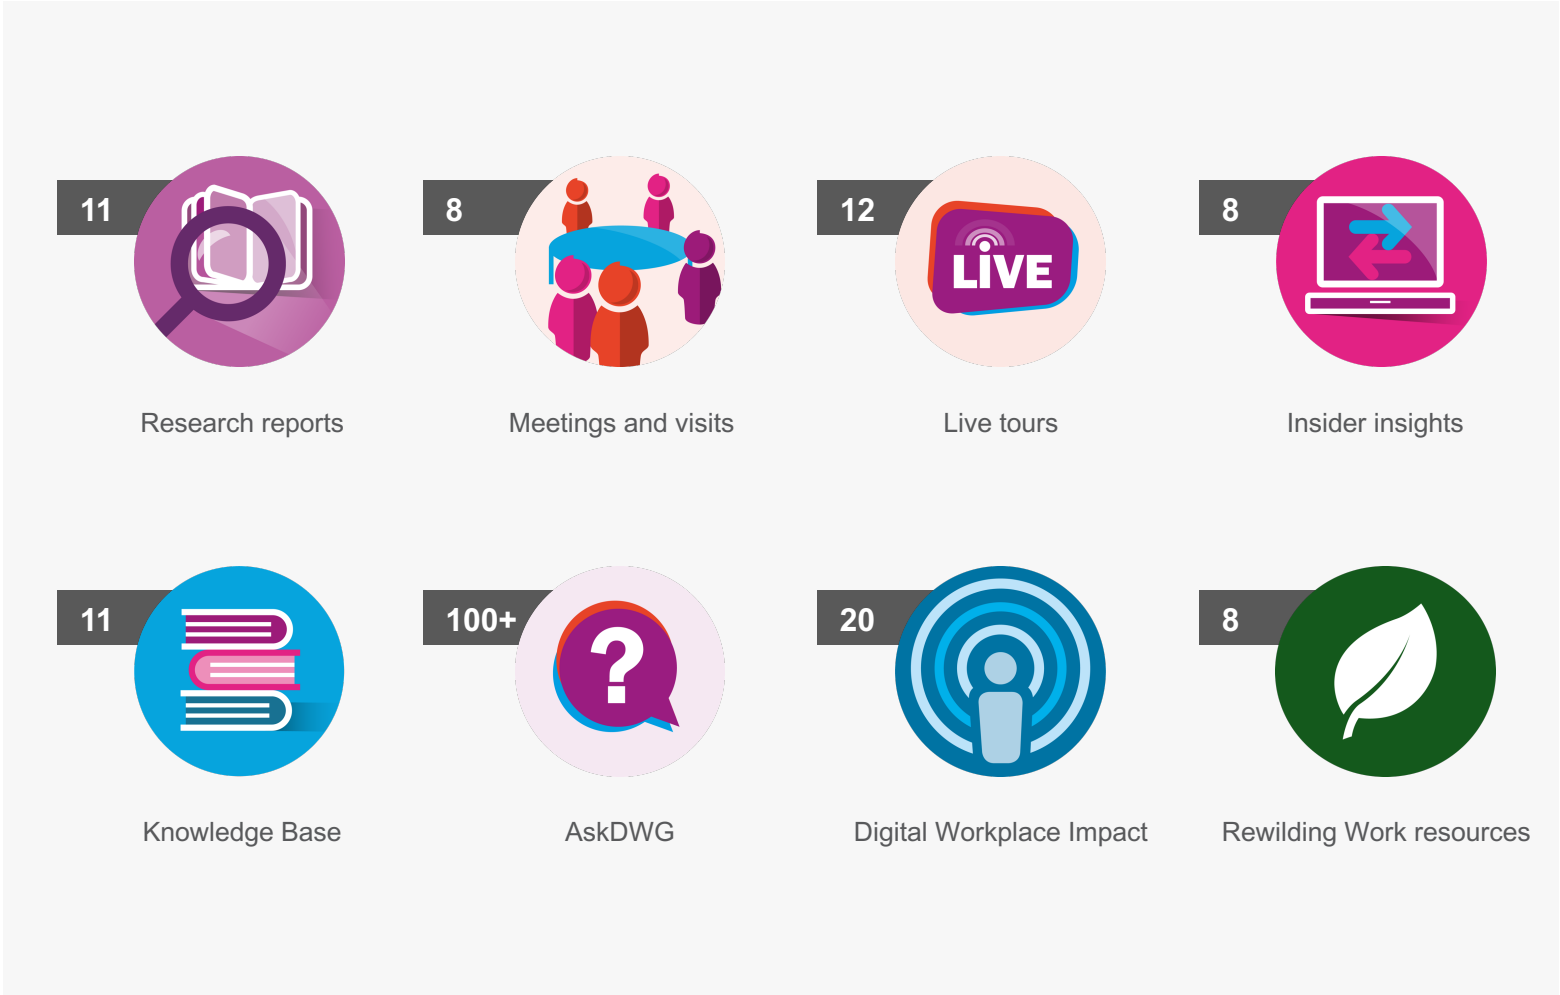 11
8
12
LIVE
8
Research reports
Meetings and visits
Live tours
Insider insights
11
100+
?
20
8
Knowledge Base
AskDWG
Digital Workplace Impact
Rewilding Work resources